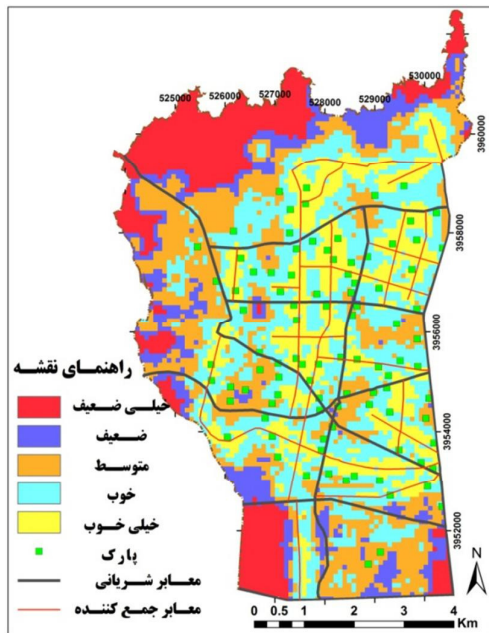 530000
529000
528000
527000
526000
525000
3960000
3958000
3956000
3954000
3952000
راهنمای نقشه
خیلی ضعیف
ضعیف
متوسط
خوب
خیلی خوب
پارک
معابر شریانی
معابر جمع کننده
N
0 0.5 1 2 3 4
Km